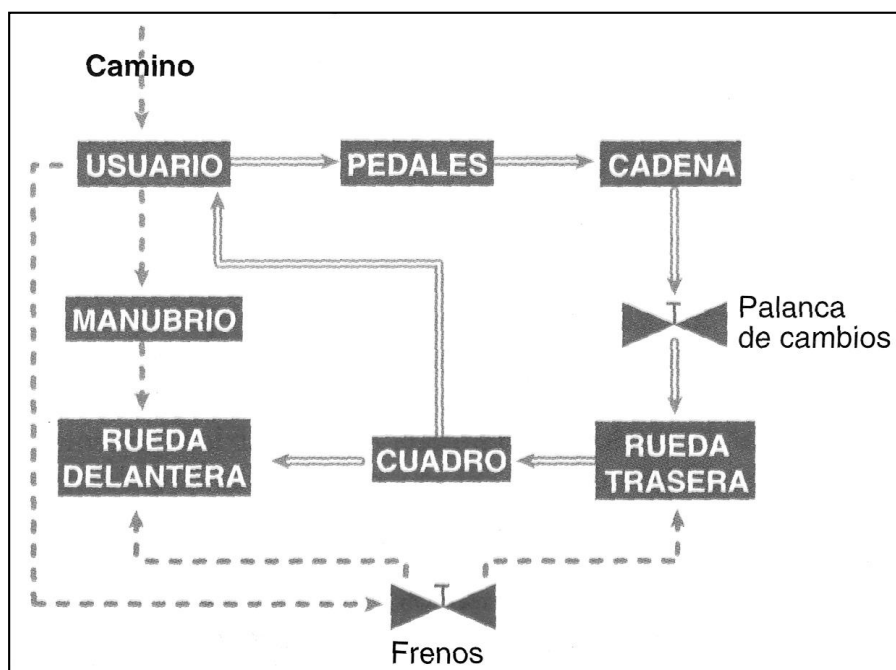 Camino
USUARIO
PEDALES
CADENA
MANUBRIO
Palanca
de cambios
RUEDA
DELANTERA
CUADRO
RUEDA
TRASERA
Frenos